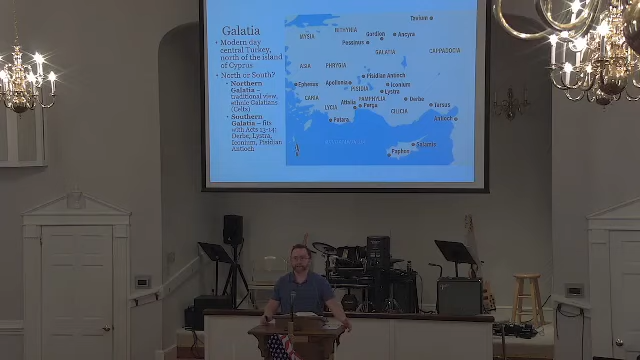 Galatia
• Modern day
central Turkey,
north of the island
of Cyprus
• North or South?
• Northern
Galatia –
traditional view,
ethnic Galatians
(Celts)
• Southern
Galatia – fits
with Acts 13-14;
Derbe, Lystra,
Iconium, Pisidian
Antioch
Tavium
BITHYNIA
MYSIA
Gordion
Ancyra
Pessinus
GALATIA
CAPPADOCIA
ASIA
PHRYGIA
Pisidian Antioch
Ephesus
Apollonia
Iconium
PISIDIA
Lystra
CARIA
Derbe
PAMPHYLIA
Attalia
Perga
LYCIA
Tarsus
CILICIA
Patara
Antioch
Salamis
Paphos